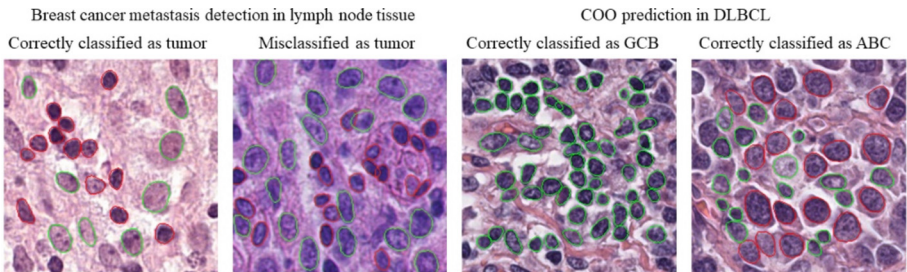 Breast cancer metastasis detection in lymph node tissue
COO prediction in DLBCL
Correctly classified as tumor
Misclassified as tumor
Correctly classified as GCB
Correctly classified as ABC